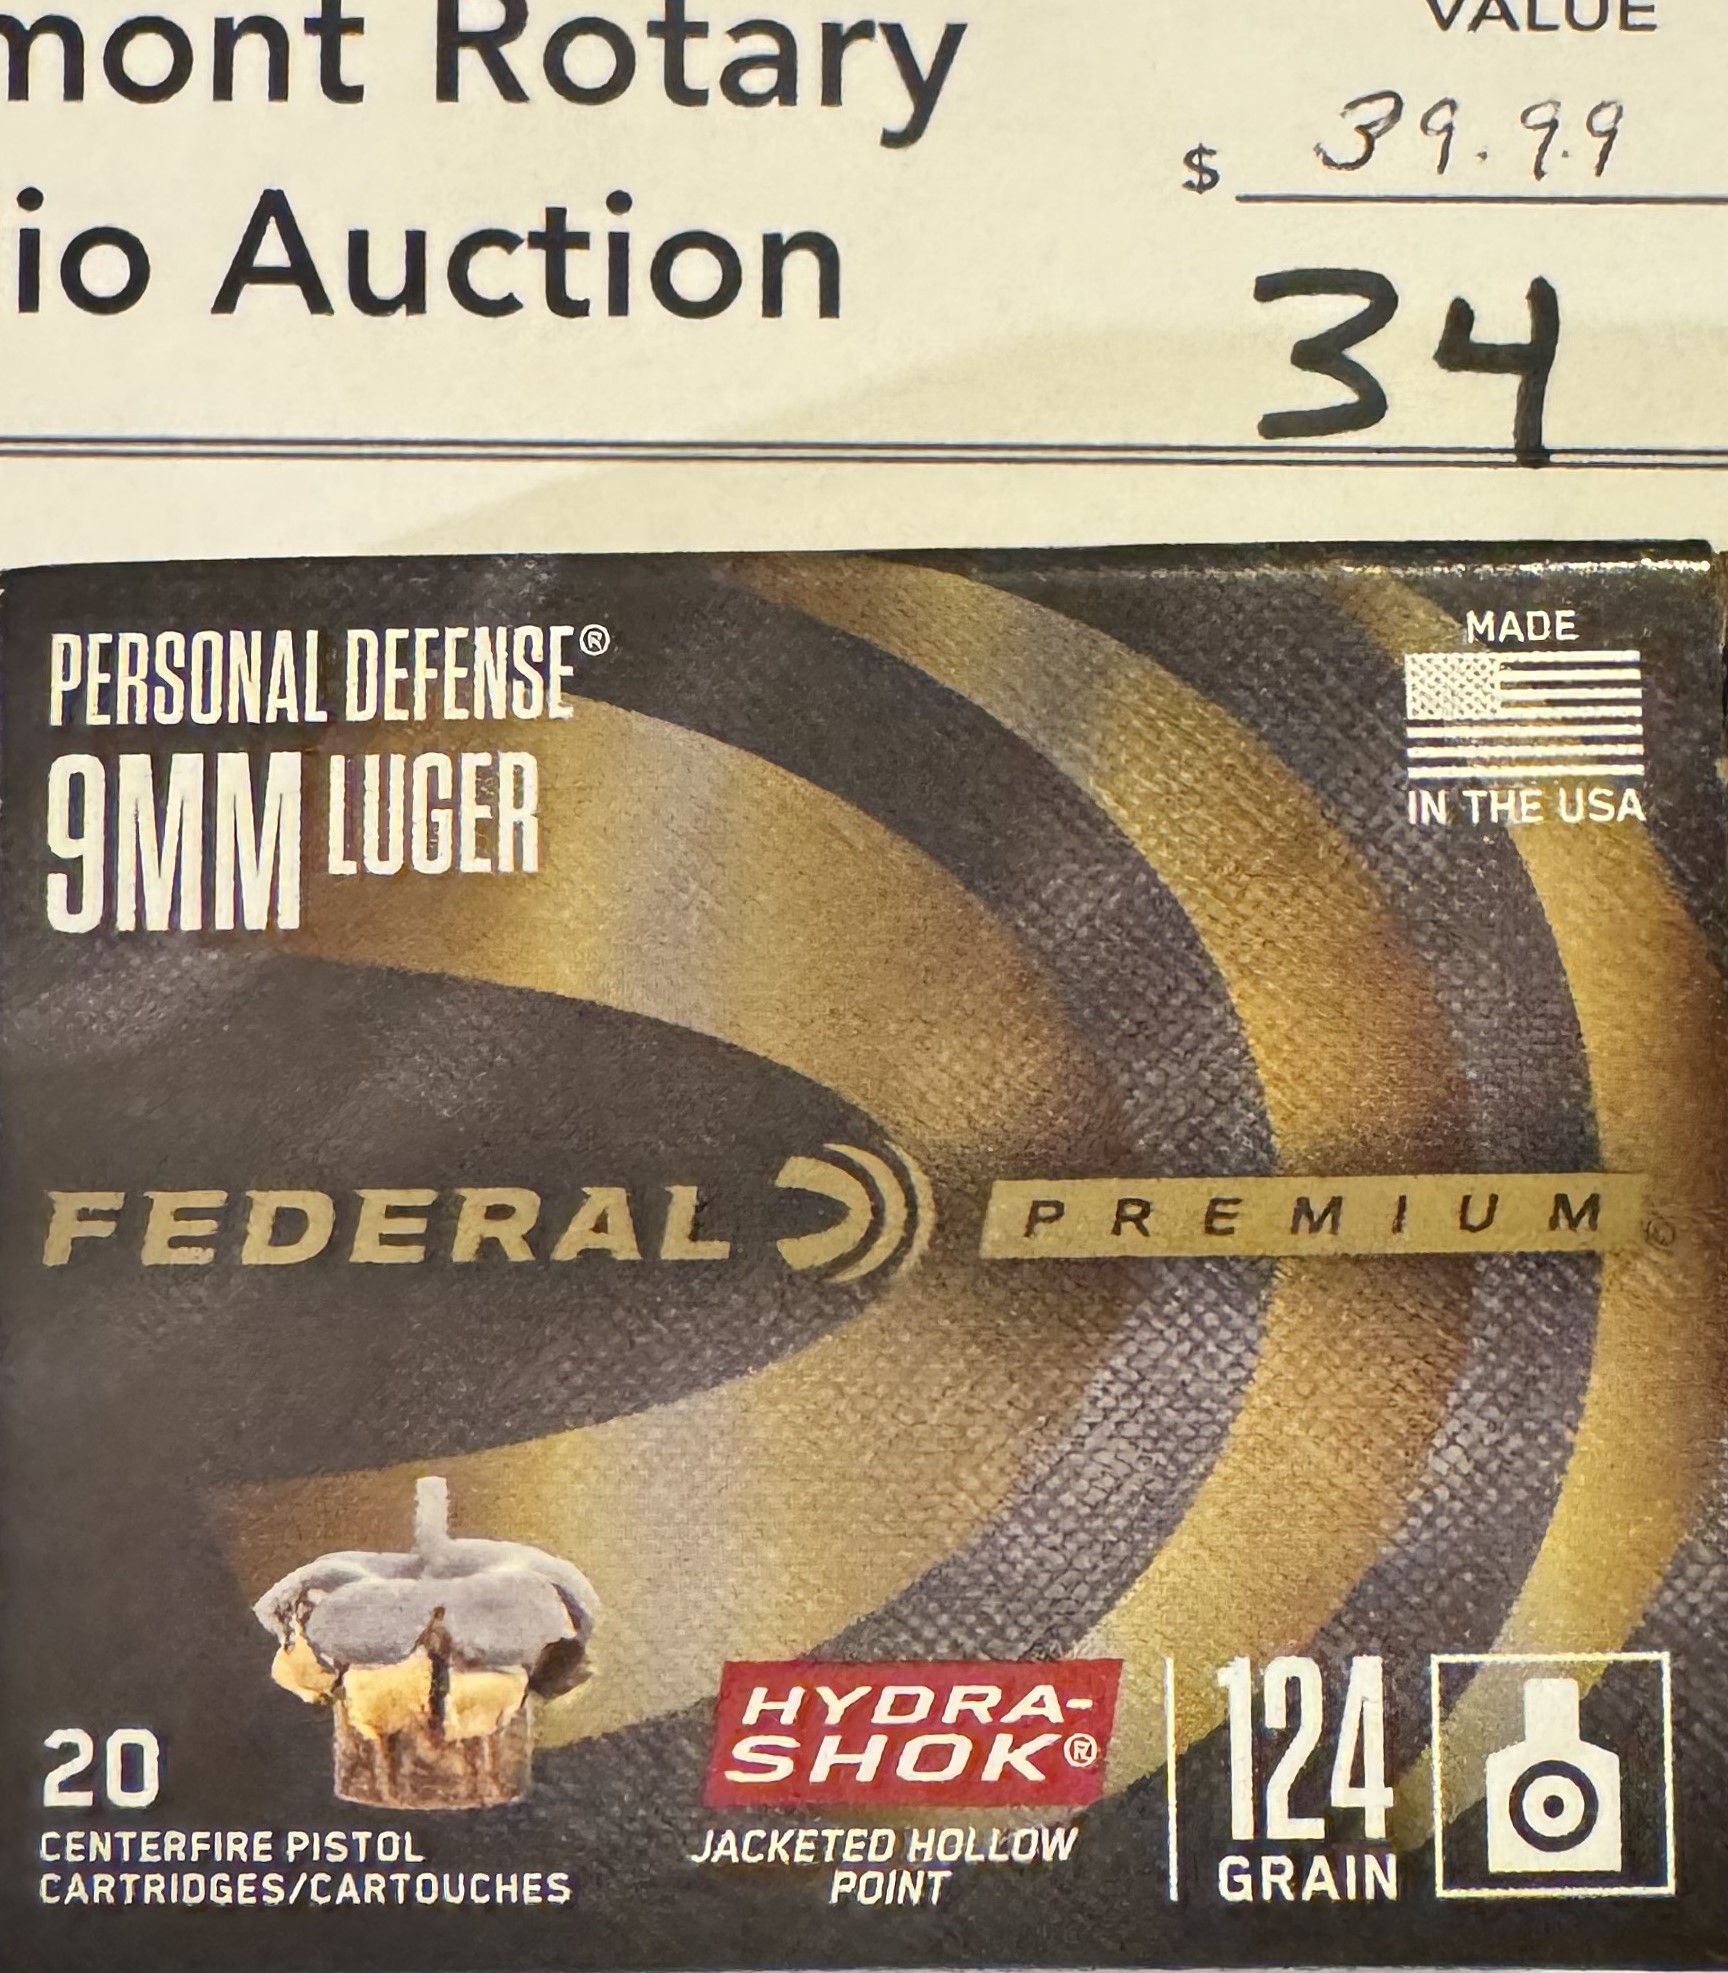 VALUE
mont Rotary
$ 39.99
io Auction
34
PERSONAL DEFENSE®
9MM LUGER
MADE
IN THE USA
FEDERAL PREMIUM®
20
CENTERFIRE PISTOL
CARTRIDGES/CARTOUCHES
HYDRA-
SHOK®
JACKETED HOLLOW
POINT
124
GRAIN